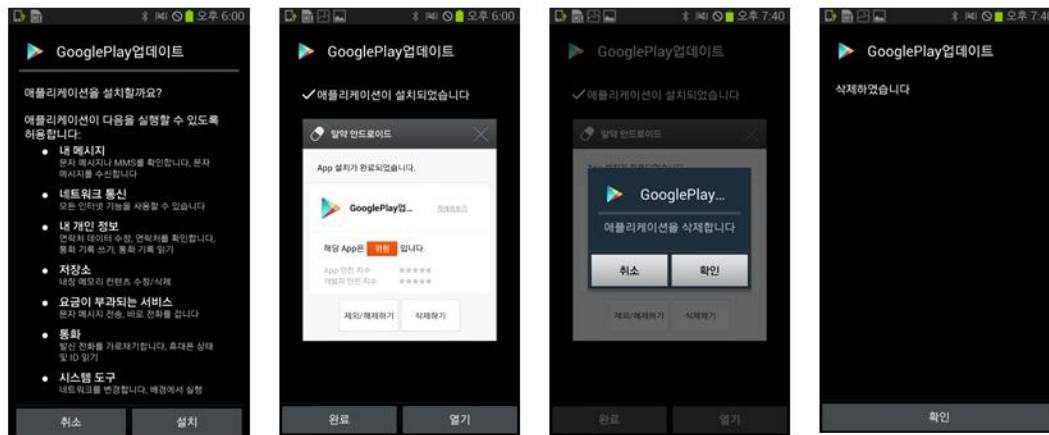 오후 6:00
GooglePlay업데이트
애플리케이션을 설치할까요?
애플리케이션이 다음을 실행할 수 있도록
허용합니다:
● 내 메시지
문자 메시지나 MMS를 확인합니다, 문자
메시지를 수신합니다
● 네트워크 통신
모든 인터넷 기능을 사용할 수 있습니다
● 내 개인 정보
연락처 데이터 수정, 연락처를 확인합니다,
통화 기록 쓰기, 통화 기록 읽기
● 저장소
내장 메모리 컨텐츠 수정/삭제
● 요금이 부과되는 서비스
문자 메시지 전송, 바로 전화를 겁니다
● 통화
발신 전화를 가로채기합니다, 휴대폰 상태
및 ID 읽기
● 시스템 도구
네트워크를 변경합니다, 배경에서 실행
취소
설치
오후 6:00
GooglePlay업데이트
✓애플리케이션이 설치되었습니다
알약 안드로이드
App 설치가 완료되었습니다.
GooglePlay업...
자세히보기
해당 App은 위험 입니다.
App 안전 지수 ★★★★★
개발자 안전 지수 ★★★★★
제외/해제하기
삭제하기
완료
열기
오후 7:40
GooglePlay업데이트
✓애플리케이션이 설치되었습니다
알약 안드로이드
GooglePlay...
애플리케이션을 삭제합니다
취소
확인
제외/해제하기
삭제하기
완료
열기
오후 7:40
GooglePlay업데이트
삭제하였습니다
확인